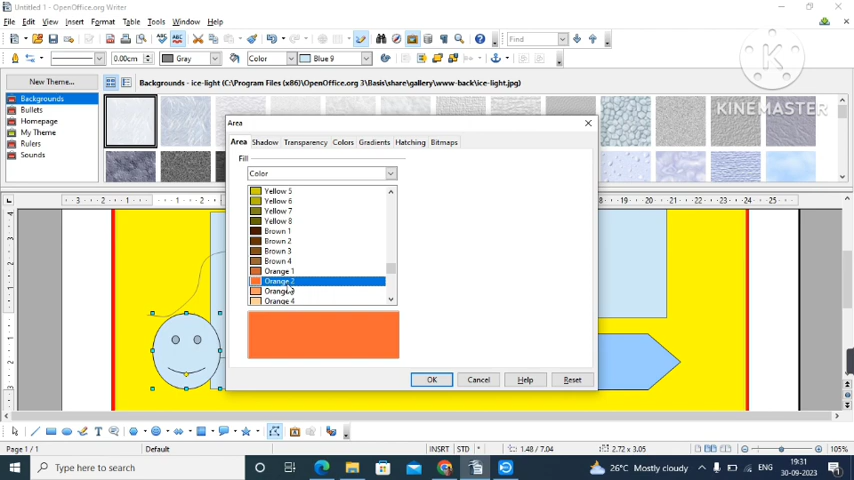 Untitled 1 - OpenOffice.org Writer
File Edit View Insert Format Table Tools Window Help
Find
0.00cm Gray Color Blue 9
New Theme... Backgrounds - ice-light (C:\Program Files (x86)\OpenOffice.org 3\Basis\share\gallery\www-back\ice-light.jpg)
Backgrounds
Bullets
Homepage
My Theme
Rulers
Sounds
K
KINEMASTER
Area
Area Shadow Transparency Colors Gradients Hatching Bitmaps
Fill
Color
Yellow 5
Yellow 6
Yellow 7
Yellow 8
Brown 1
Brown 2
Brown 3
Brown 4
Orange 1
Orange 2
Orange 3
Orange 4
OK Cancel Help Reset
Page 1 / 1 Default INSRT STD * 1.48 / 7.04 2.72 x 3.05 105%
Type here to search 26°C Mostly cloudy ENG 19:31
30-09-2023